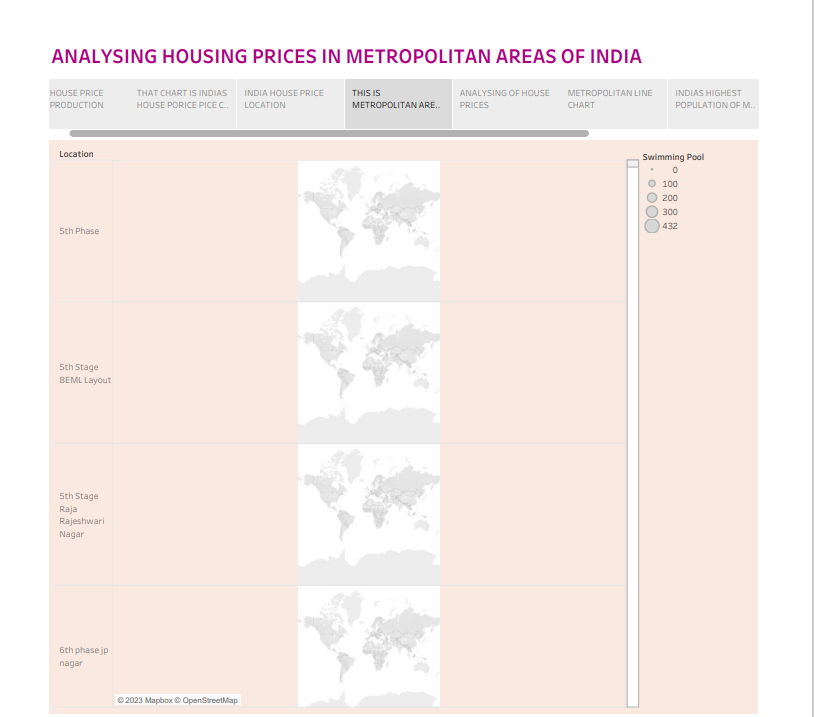 ANALYSING HOUSING PRICES IN METROPOLITAN AREAS OF INDIA
HOUSE PRICE
PRODUCTION
THAT CHART IS INDIAS
HOUSE PORICE PICE C..
INDIA HOUSE PRICE
LOCATION
THIS IS
METROPOLITAN ARE..
ANALYSING OF HOUSE
PRICES
METROPOLITAN LINE
CHART
INDIAS HIGHEST
POPULATION OF M..
Location
5th Phase
5th Stage
BEML Layout
5th Stage
Raja
Rajeshwari
Nagar
6th phase jp
nagar
© 2023 Mapbox © OpenStreetMap
Swimming Pool
0
100
200
300
432